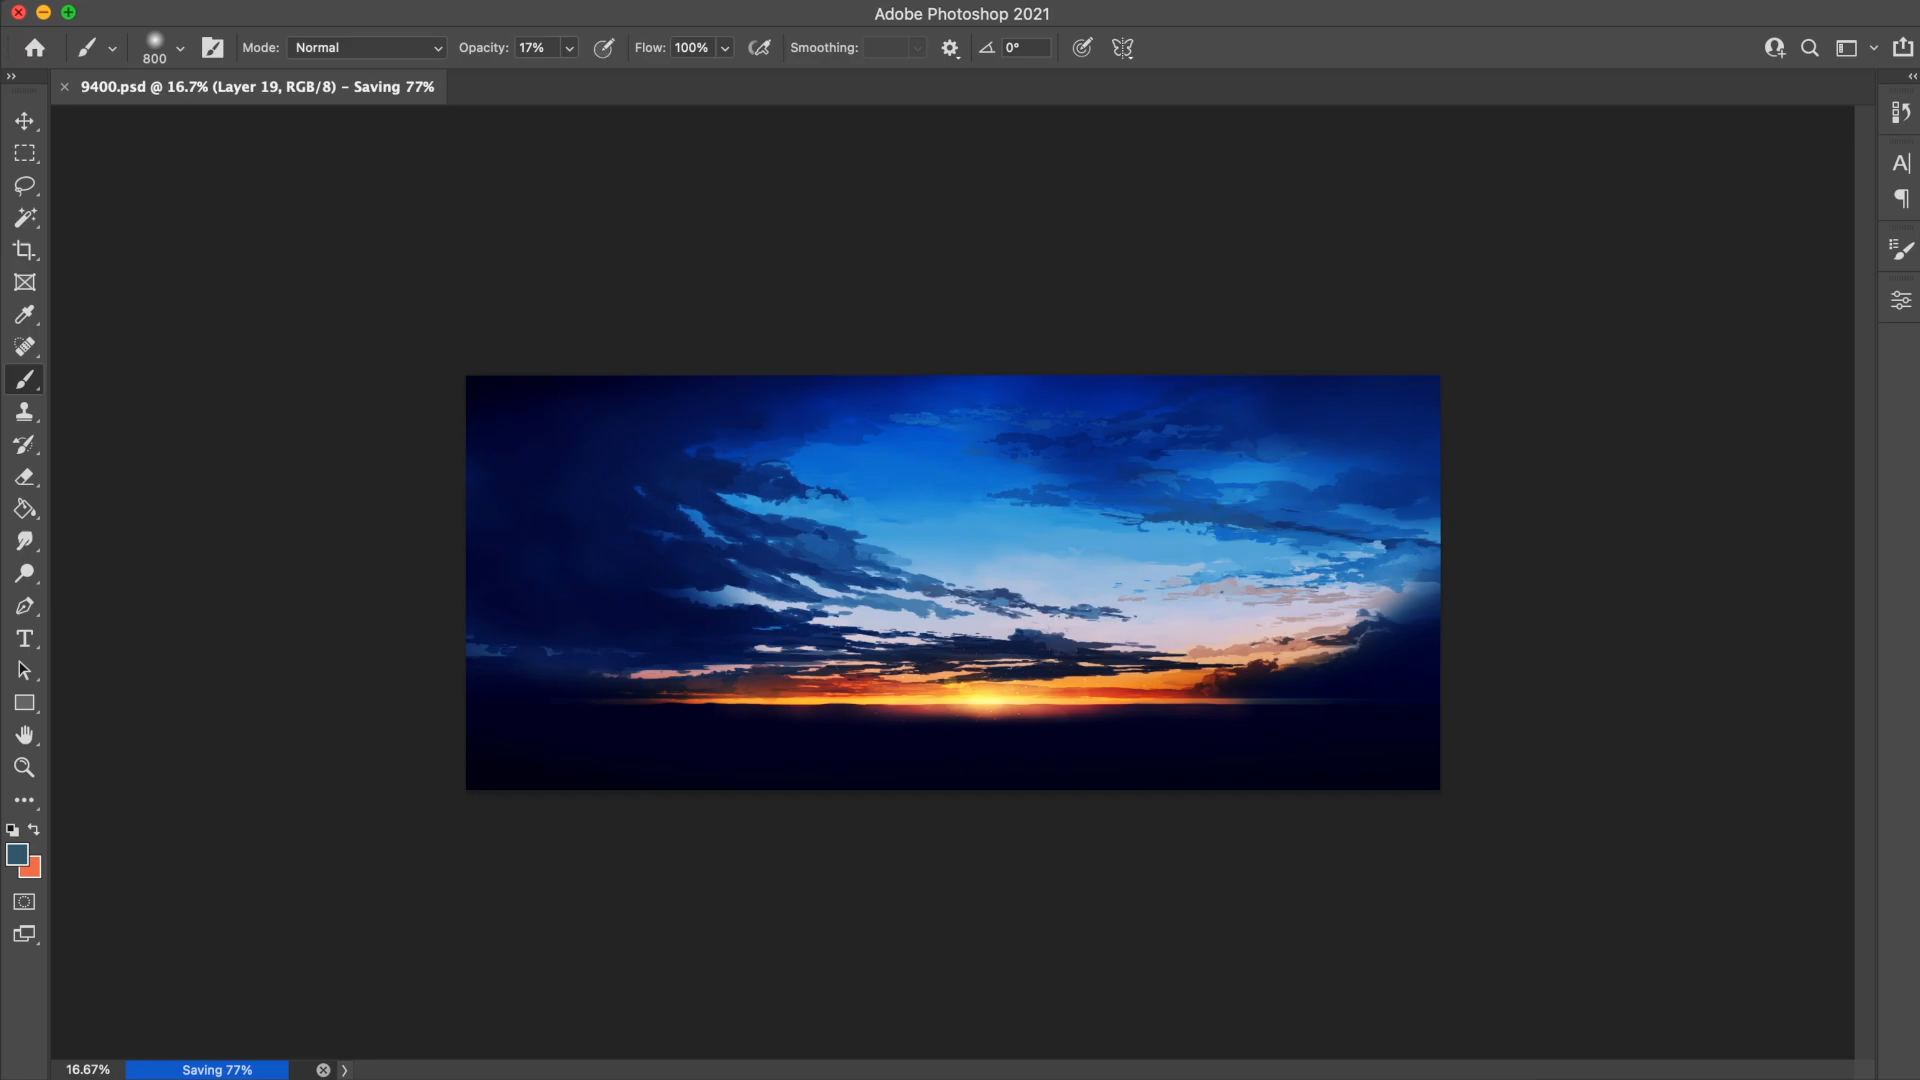 Adobe Photoshop 2021
800
Mode: Normal
Opacity: 17%
Flow: 100%
Smoothing:
0°
9400.psd @ 16.7% (Layer 19, RGB/8) – Saving 77%
16.67%
Saving 77%